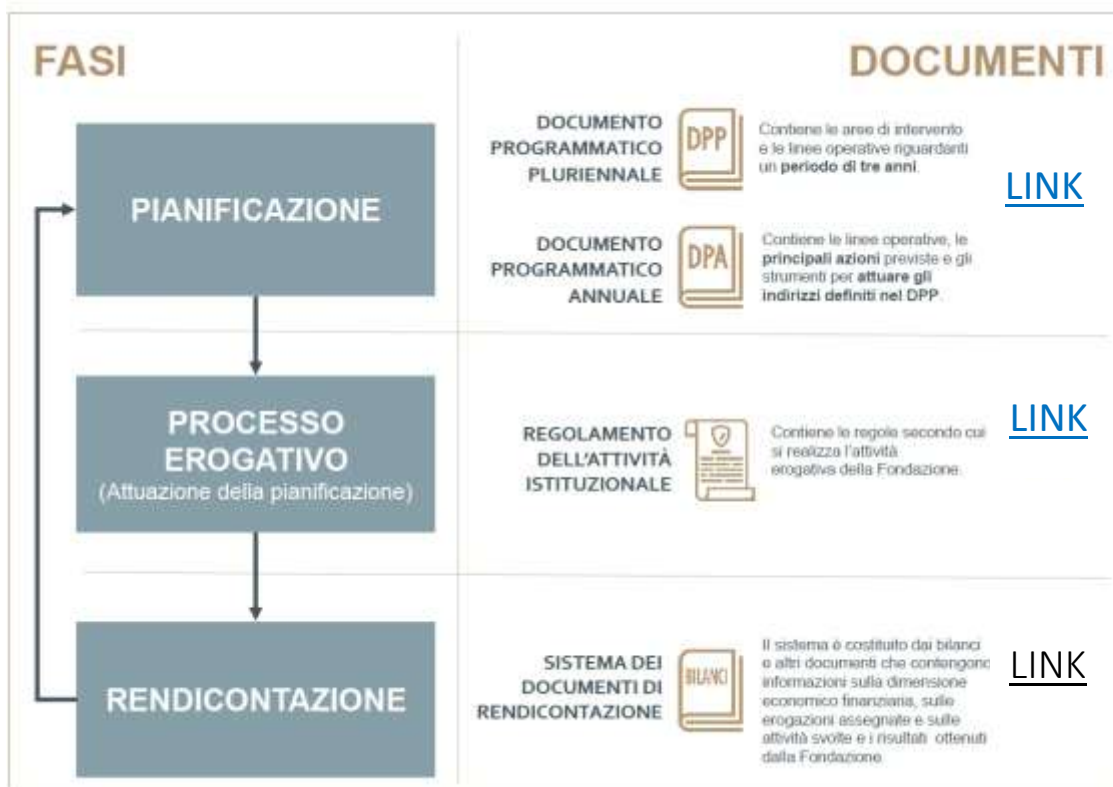 FASI
DOCUMENTI
PIANIFICAZIONE
DOCUMENTO
PROGRAMMATICO
PLURIENNALE
DPP
Contiene le aree di intervento
e le linee operative riguardanti
un periodo di tre anni.
LINK
DOCUMENTO
PROGRAMMATICO
ANNUALE
DPA
Contiene le linee operative, le
principali azioni previste e gli
strumenti per attuare gli
indirizzi definiti nel DPP.
PROCESSO
EROGATIVO
(Attuazione della pianificazione)
REGOLAMENTO
DELL'ATTIVITÀ
ISTITUZIONALE
Contiene le regole secondo cui
si realizza l'attività
erogativa della Fondazione.
LINK
RENDICONTAZIONE
SISTEMA DEI
DOCUMENTI DI
RENDICONTAZIONE
BILANCI
Il sistema è costituito dai bilanci
e altri documenti che contengono
informazioni sulla dimensione
economico finanziaria, sulle
erogazioni assegnate e sulle
attività svolte e i risultati ottenuti
dalla Fondazione.
LINK